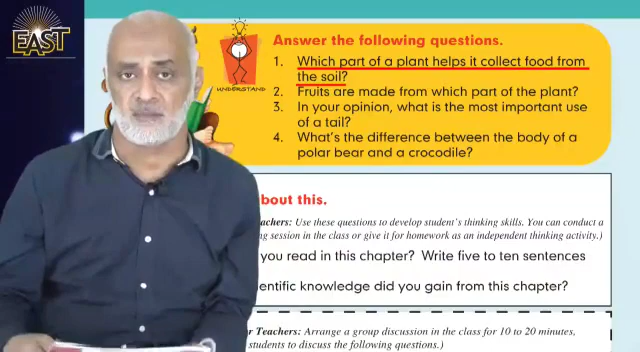 EAST
Answer the following questions.
1. Which part of a plant helps it collect food from
the soil?
UNDERSTAND
2. Fruits are made from which part of the plant?
3. In your opinion, what is the most important use
of a tail?
4. What's the difference between the body of a
polar bear and a crocodile?
bout this.
achers: Use these questions to develop student's thinking skills. You can conduct a
ng session in the class or give it for homework as an independent thinking activity.)
you read in this chapter? Write five to ten sentences
entific knowledge did you gain from this chapter?
r Teachers: Arrange a group discussion in the class for 10 to 20 minutes,
students to discuss the following questions.)